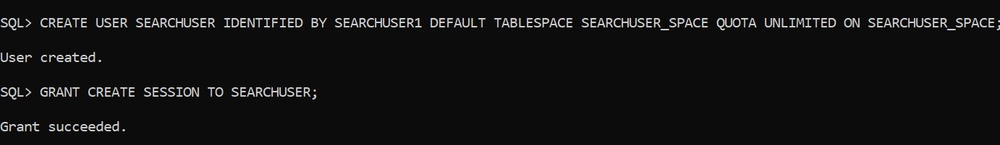 SQL> CREATE USER SEARCHUSER IDENTIFIED BY SEARCHUSER1 DEFAULT TABLESPACE SEARCHUSER_SPACE QUOTA UNLIMITED ON SEARCHUSER_SPACE;
User created.
SQL> GRANT CREATE SESSION TO SEARCHUSER;
Grant succeeded.